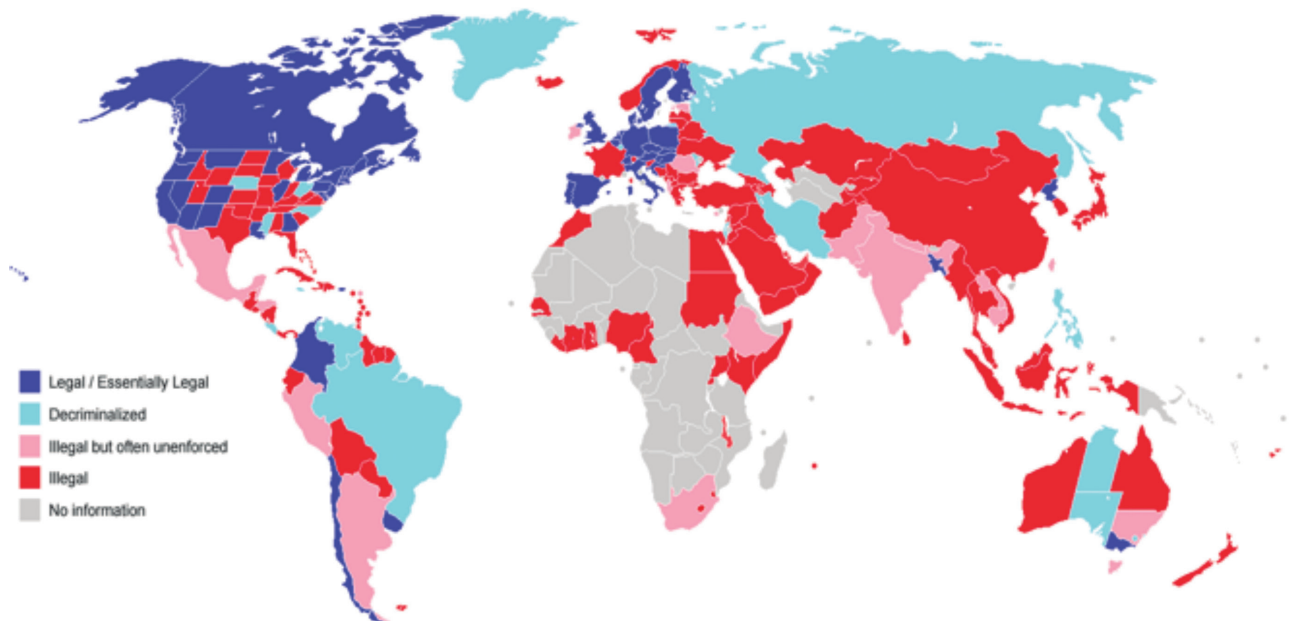 Legal / Essentially Legal
Decriminalized
Illegal but often unenforced
Illegal
No information